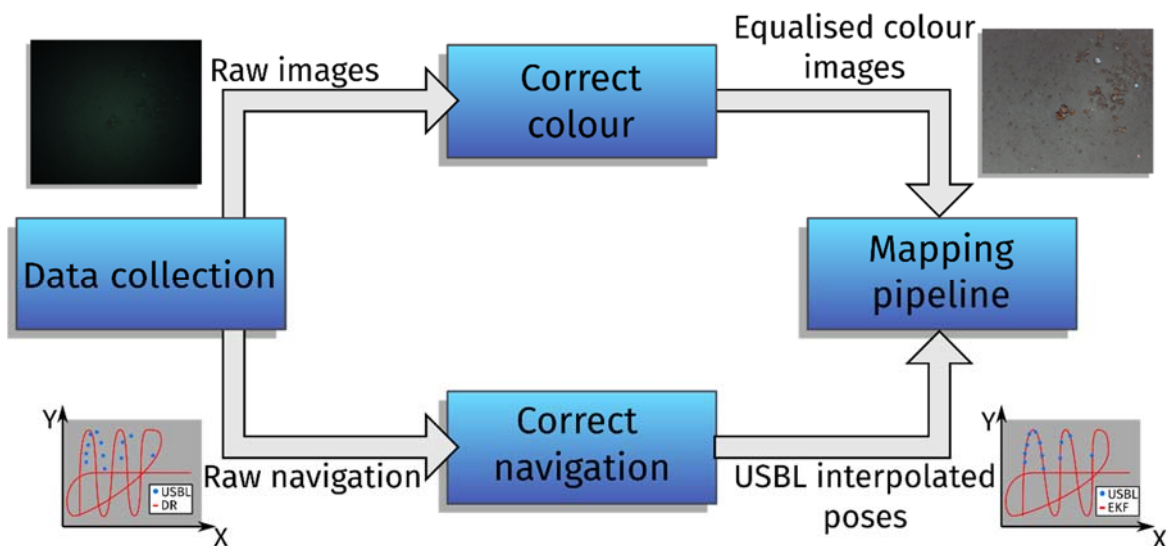 Raw images
Correct
colour
Equalised colour
images
Data collection
Mapping
pipeline
Raw navigation
Correct
navigation
USBL interpolated
poses
Y
USBL
DR
X
Y
USBL
EKF
X